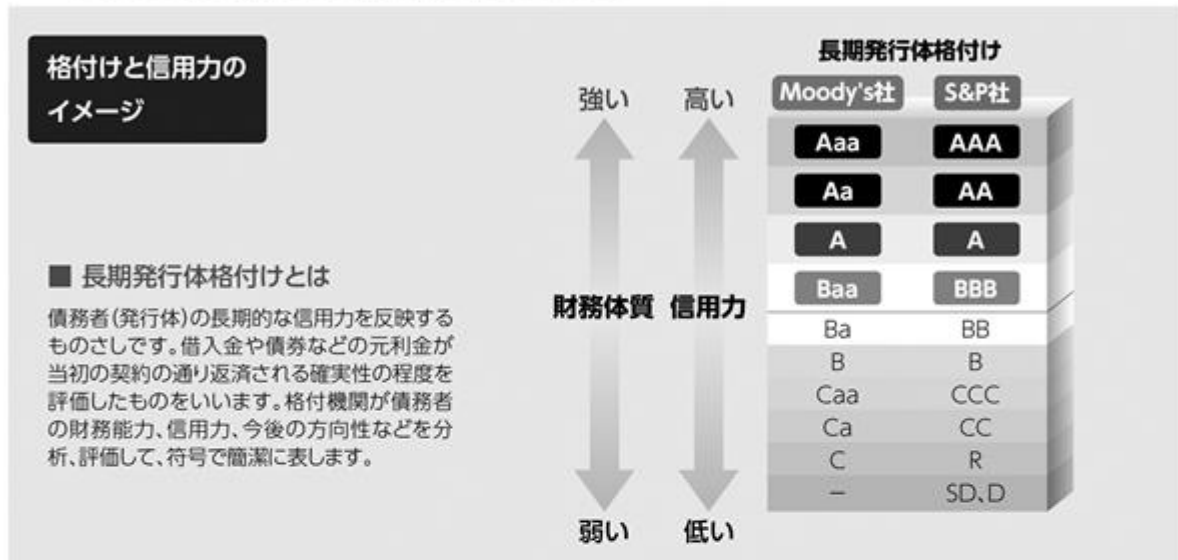 格付けと信用力の
イメージ
■ 長期発行体格付けとは
債務者(発行体)の長期的な信用力を反映する
ものさしです。借入金や債券などの元利金が
当初の契約の通り返済される確実性の程度を
評価したものをいいます。格付機関が債務者
の財務能力、信用力、今後の方向性などを分
析、評価して、符号で簡潔に表します。
長期発行体格付け
強い 高い Moody's社 S&P社
Aaa AAA
Aa AA
A A
Baa BBB
財務体質 信用力
Ba BB
B B
Caa CCC
Ca CC
C R
− SD、D
弱い 低い